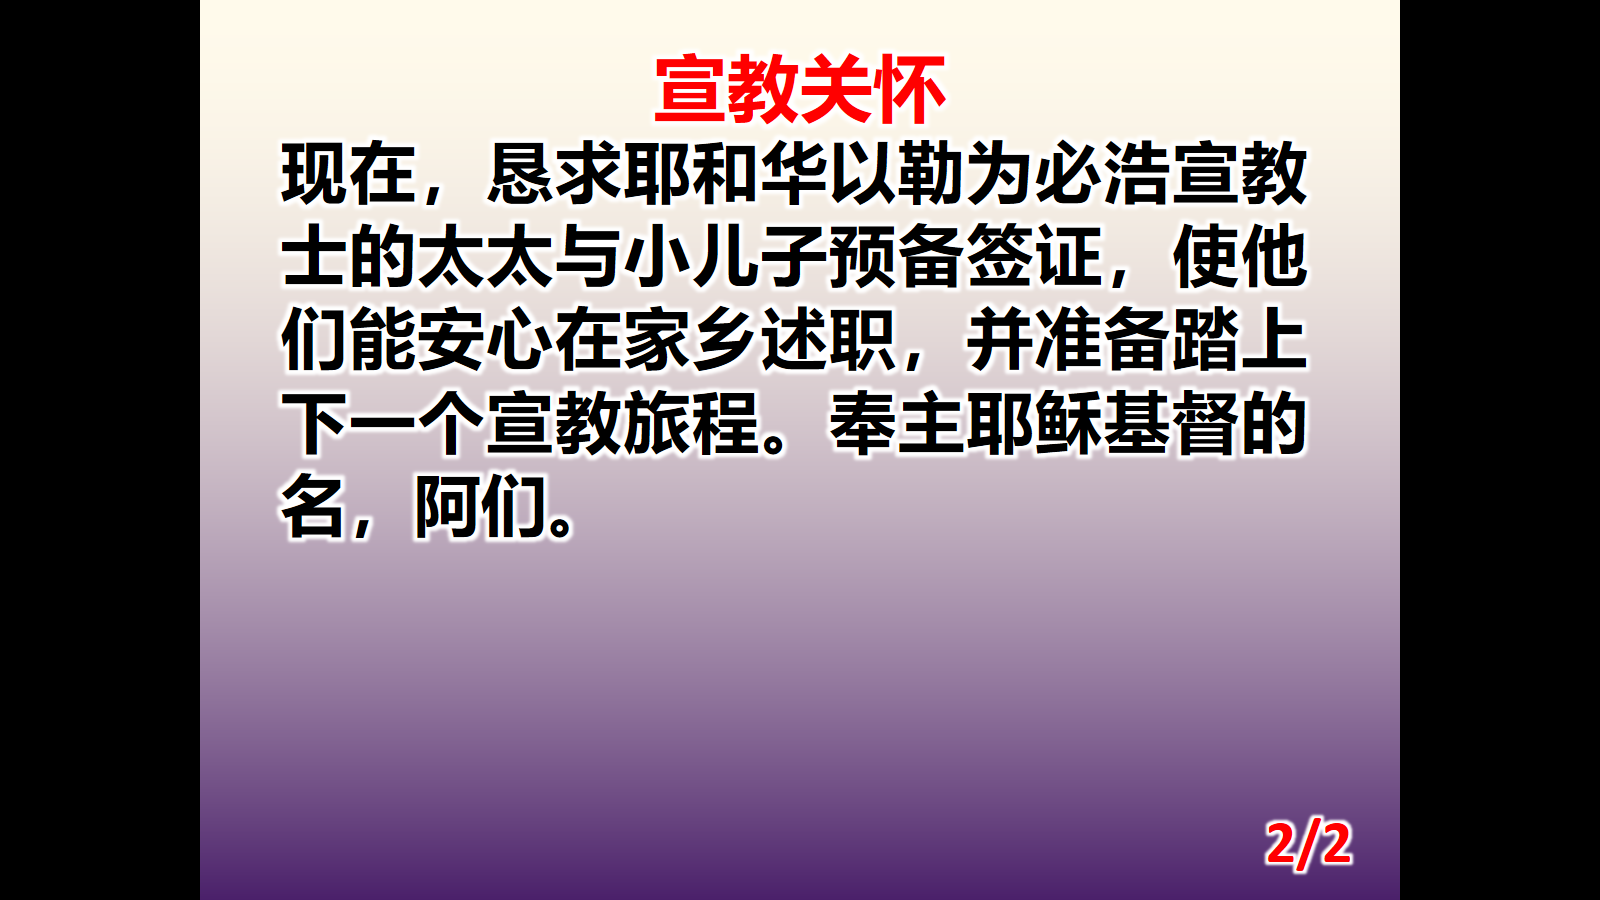 宣教关怀
现在，恳求耶和华以勒为必浩宣教
士的太太与小儿子预备签证，使他
们能安心在家乡述职，并准备踏上
下一个宣教旅程。奉主耶稣基督的
名，阿们。
2/2